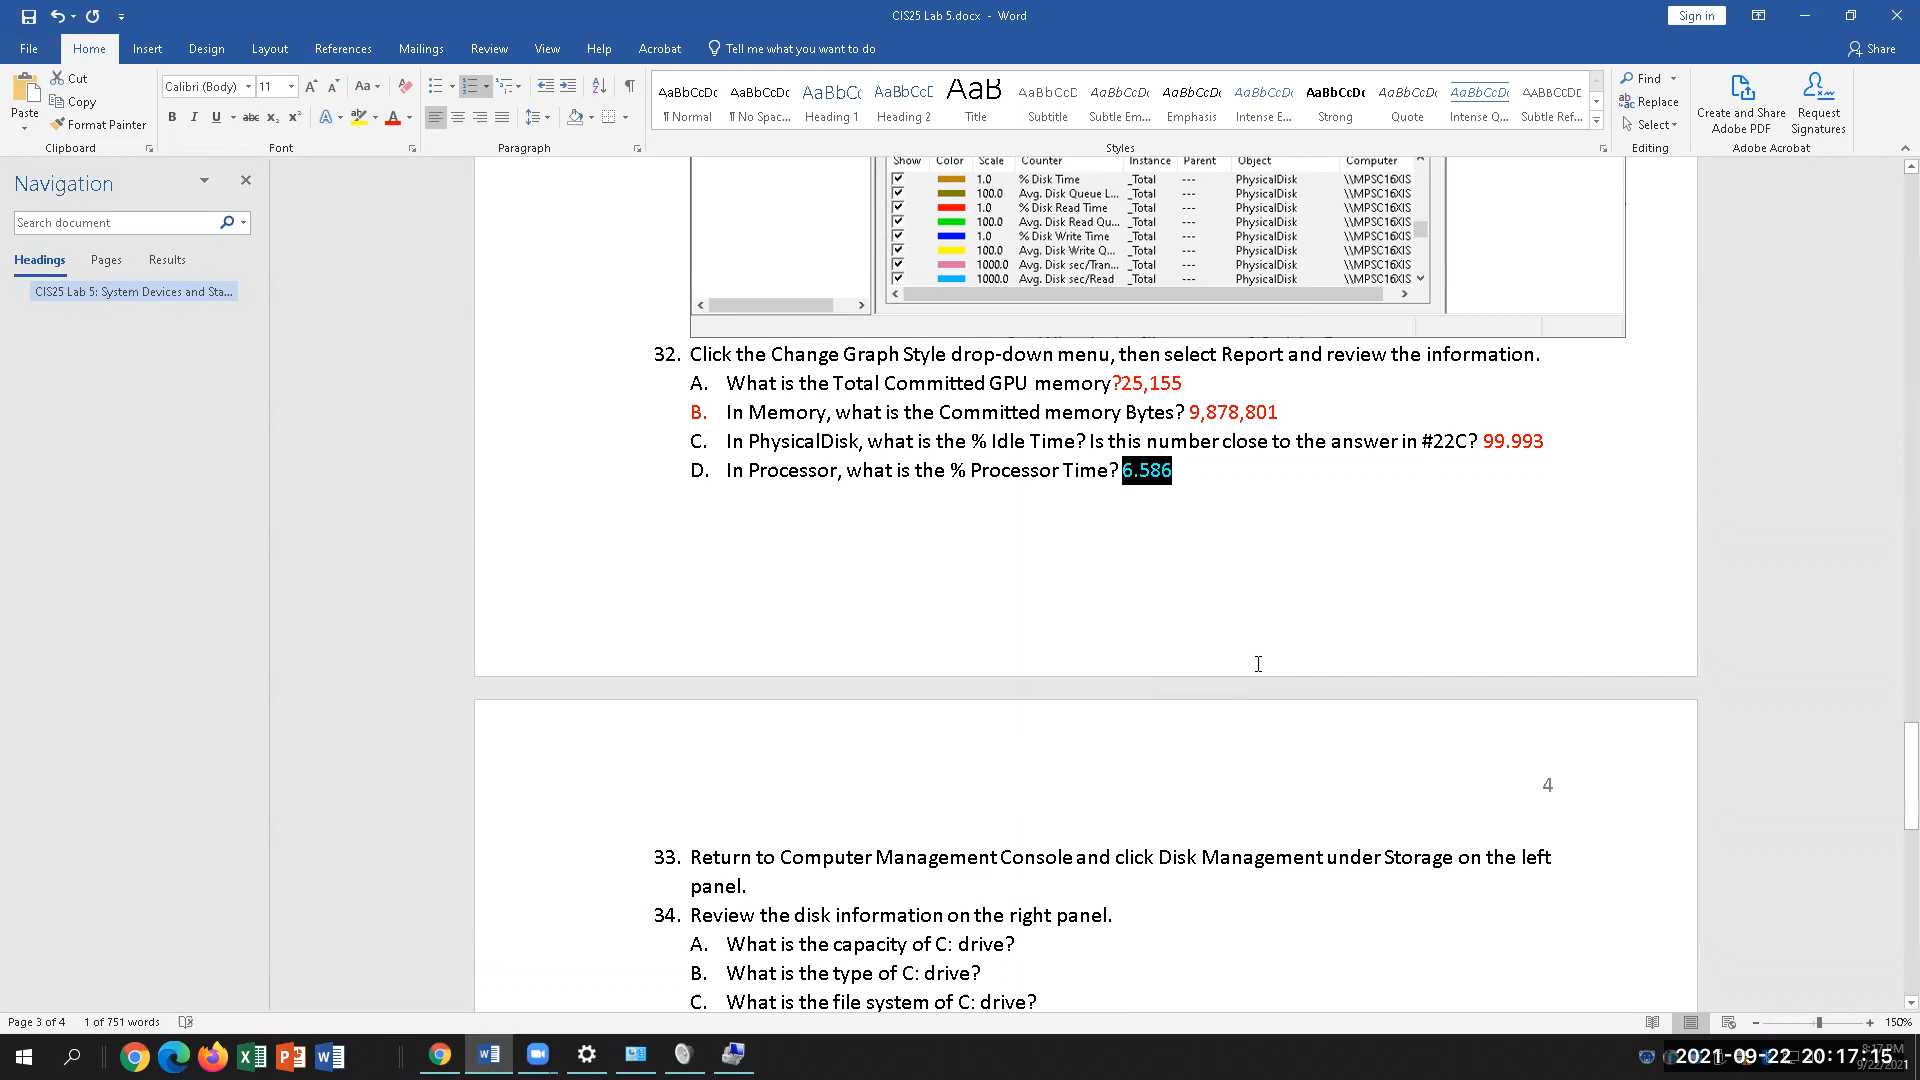 CIS25 Lab 5.docx - Word
Sign in
File Home Insert Design Layout References Mailings Review View Help Acrobat Tell me what you want to do Share
Paste
Cut
Copy
Format Painter
Clipboard
Calibri (Body) 11
Font
Paragraph
AaBbCcDc ¶ Normal
AaBbCcDc ¶ No Spac...
AaBbC( Heading 1
AaBbCcE Heading 2
AaB Title
AaBbCcD Subtitle
AaBbCcDc Subtle Em...
AaBbCcDc Emphasis
AaBbCcDc Intense E...
AaBbCcDc Strong
AaBbCcDc Quote
AaBbCcDc Intense Q...
AABBCCDE Subtle Ref...
Styles
Find
Replace
Select
Editing
Create and Share Adobe PDF
Request Signatures
Adobe Acrobat
Navigation
Search document
Headings Pages Results
CIS25 Lab 5: System Devices and Sta...
Show Color Scale Counter Instance Parent Object Computer
1.0 % Disk Time _Total --- PhysicalDisk \\MPSC16XIS
100.0 Avg. Disk Queue L... _Total --- PhysicalDisk \\MPSC16XIS
1.0 % Disk Read Time _Total --- PhysicalDisk \\MPSC16XIS
100.0 Avg. Disk Read Qu... _Total --- PhysicalDisk \\MPSC16XIS
1.0 % Disk Write Time _Total --- PhysicalDisk \\MPSC16XIS
100.0 Avg. Disk Write Q... _Total --- PhysicalDisk \\MPSC16XIS
1000.0 Avg. Disk sec/Tran... _Total --- PhysicalDisk \\MPSC16XIS
1000.0 Avg. Disk sec/Read _Total --- PhysicalDisk \\MPSC16XIS
32. Click the Change Graph Style drop-down menu, then select Report and review the information.
A. What is the Total Committed GPU memory?25,155
B. In Memory, what is the Committed memory Bytes? 9,878,801
C. In PhysicalDisk, what is the % Idle Time? Is this number close to the answer in #22C? 99.993
D. In Processor, what is the % Processor Time? 6.586
4
33. Return to Computer Management Console and click Disk Management under Storage on the left
panel.
34. Review the disk information on the right panel.
A. What is the capacity of C: drive?
B. What is the type of C: drive?
C. What is the file system of C: drive?
Page 3 of 4 1 of 751 words
150%
8:17 PM
2021-09-22 20:17:15
9/22/2021